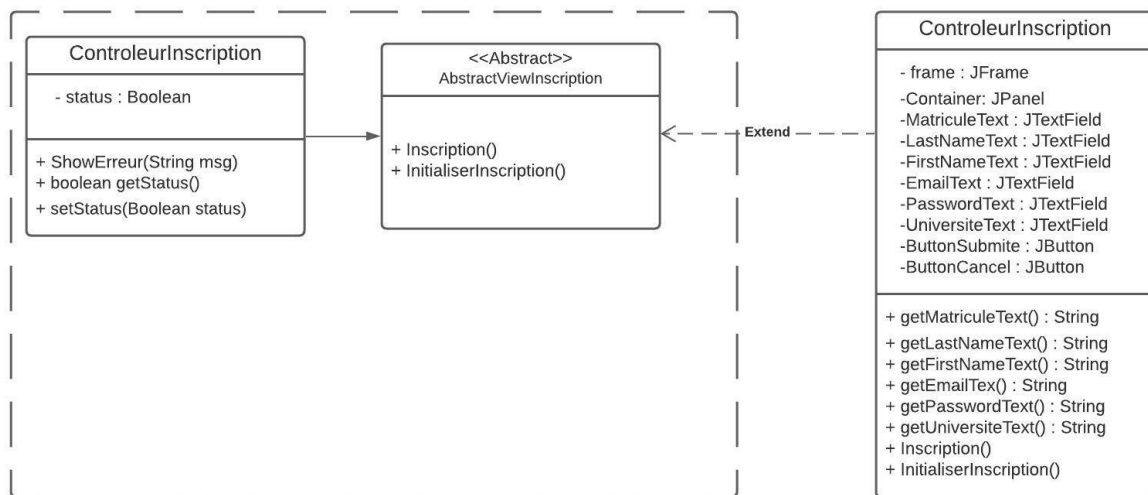 ControleurInscription
- status : Boolean
+ ShowErreur(String msg)
+ boolean getStatus()
+ setStatus(Boolean status)
<<Abstract>>
AbstractViewInscription
+ Inscription()
+ InitialiserInscription()
Extend
ControleurInscription
- frame : JFrame
-Container: JPanel
-MatriculeText : JTextField
-LastNameText : JTextField
-FirstNameText : JTextField
-EmailText : JTextField
-PasswordText : JTextField
-UniversiteText : JTextField
-ButtonSubmite : JButton
-ButtonCancel : JButton
+ getMatriculeText() : String
+ getLastNameText() : String
+ getFirstNameText() : String
+ getEmailTex() : String
+ getPasswordText() : String
+ getUniversiteText() : String
+ Inscription()
+ InitialiserInscription()